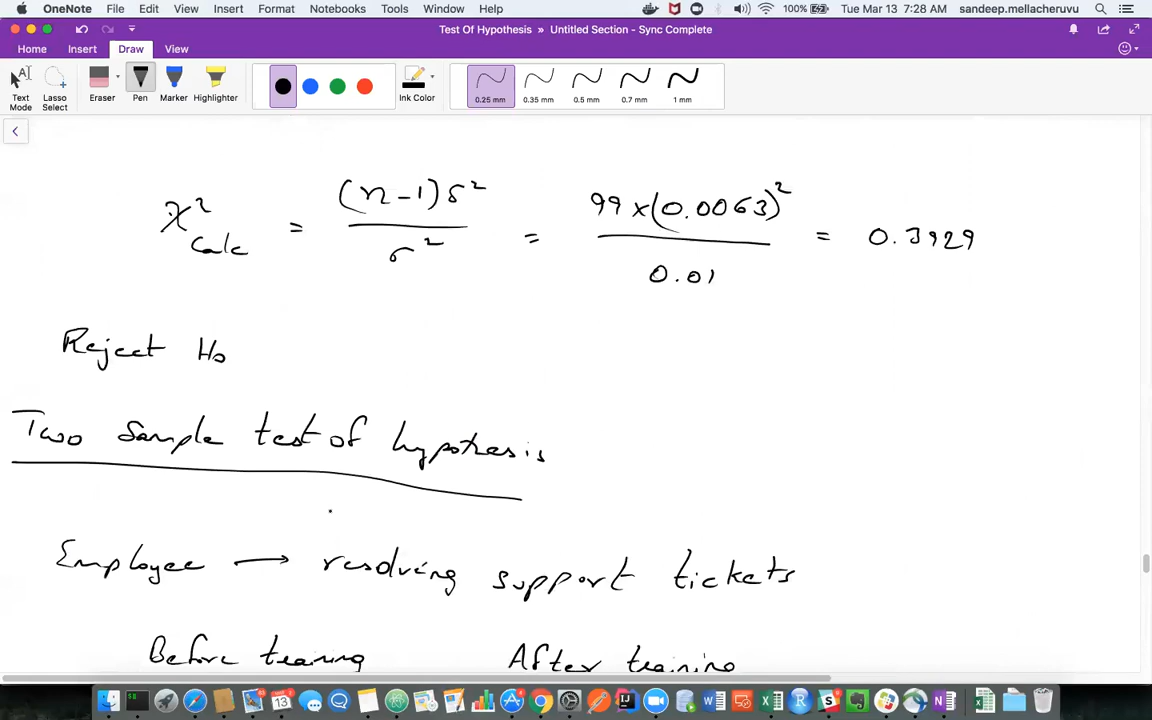 OneNote File Edit View Insert Format Notebooks Tools Window Help 100% Tue Mar 13 7:28 AM sandeep.mellacheruvu
Test Of Hypothesis » Untitled Section - Sync Complete
Home Insert Draw View
Text Mode Lasso Select Eraser Pen Marker Highlighter Ink Color 0.25 mm 0.35 mm 0.5 mm 0.7 mm 1 mm
χ²Calc = (n-1)s²/σ² = 99×(0.0063)²/0.01 = 0.3929
Reject H₀
Two Sample test of hypothesis
Employee → resolving support tickets
Before training After training